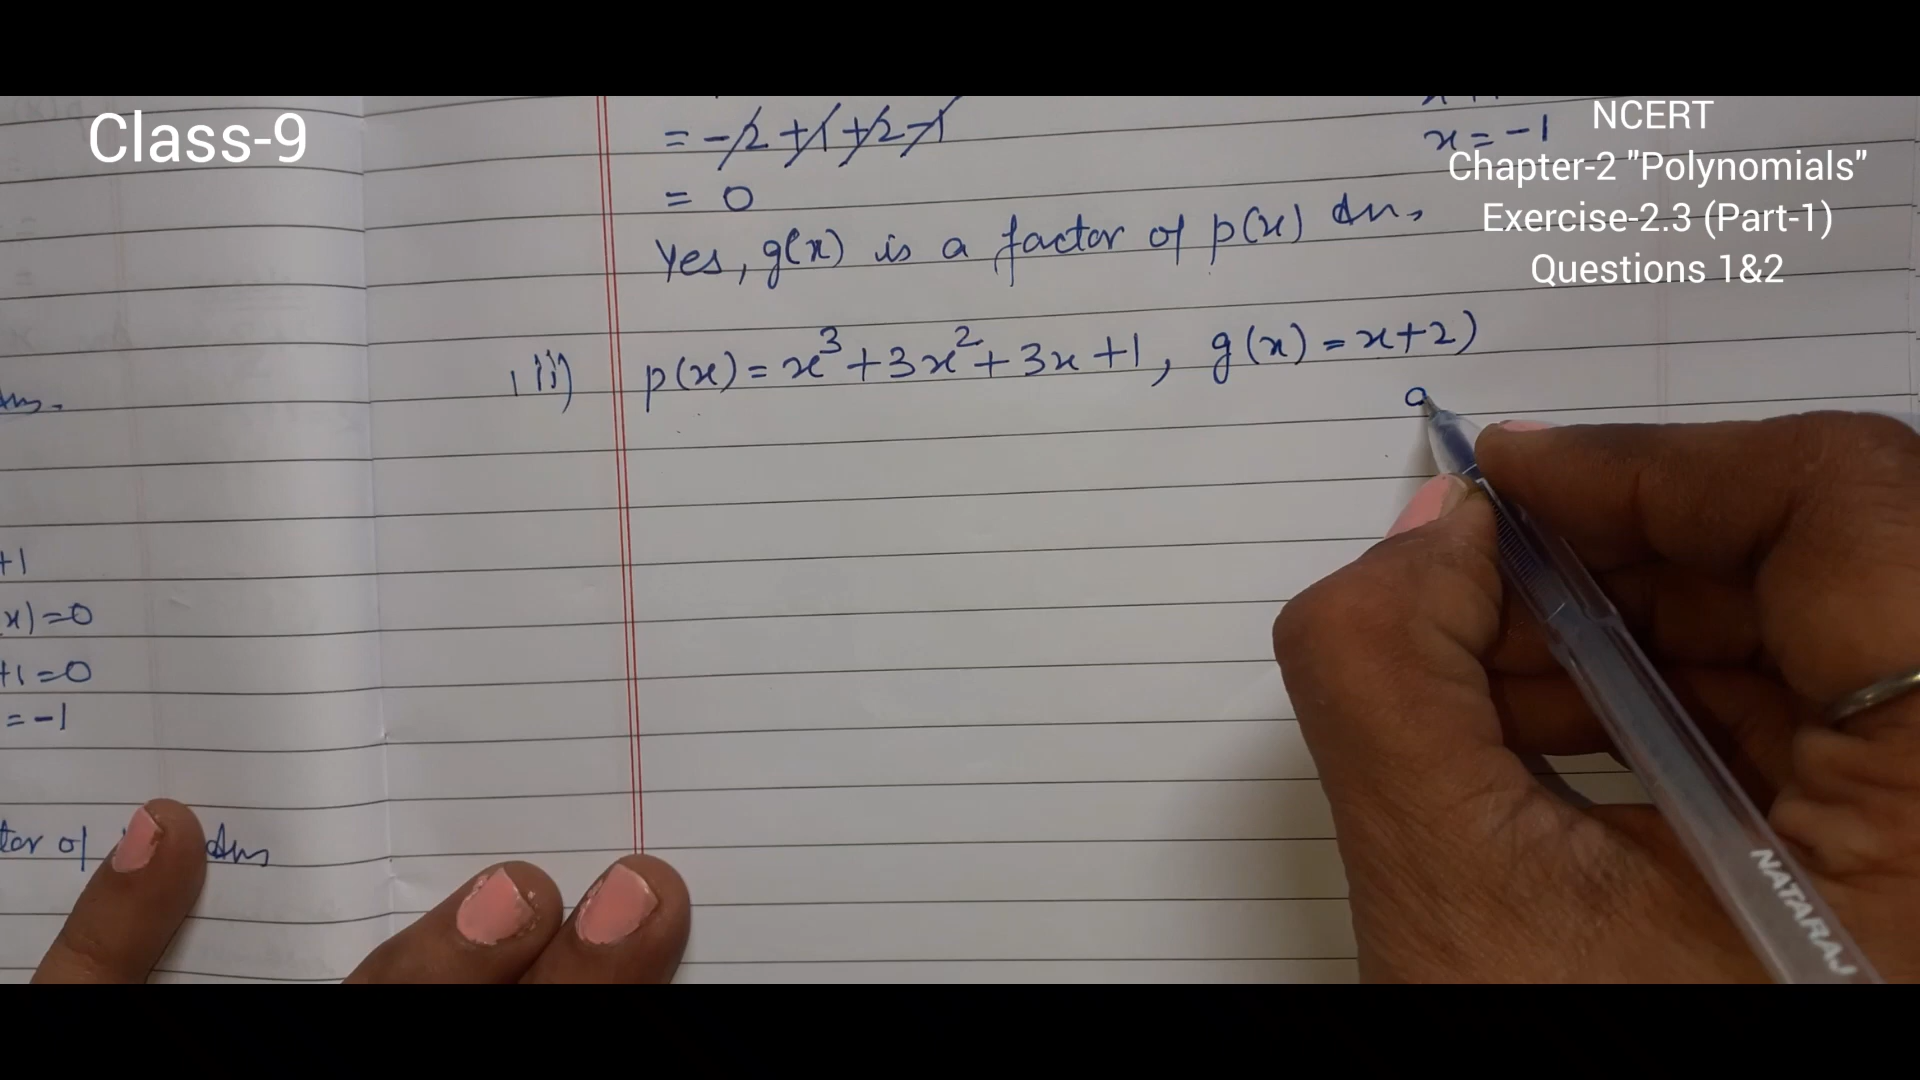 Class-9
NCERT
Chapter-2 "Polynomials"
Exercise-2.3 (Part-1)
Questions 1&2
= -2 +1 +2 -1
x = -1
= 0
Yes, g(x) is a factor of p(x) Ans.
ii) p(x) = x³ + 3x² + 3x + 1, g(x) = x+2)
Ans.
+1
x) = 0
+1 = 0
= -1
tor of
Ans
NATARAJ